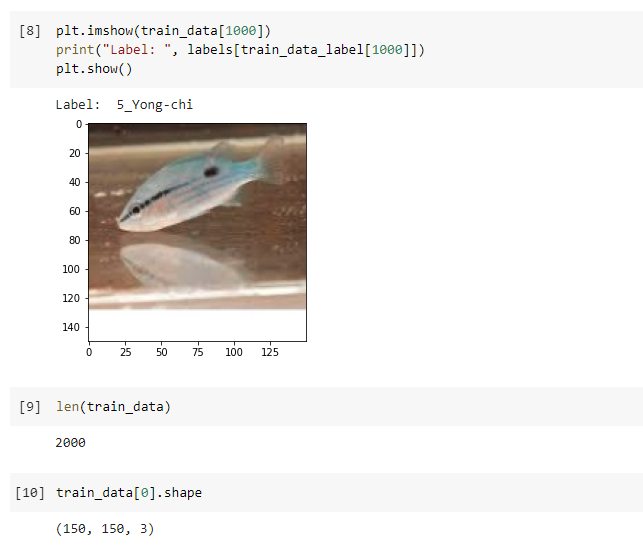 [8] plt.imshow(train_data[1000])
print("Label: ", labels[train_data_label[1000]])
plt.show()
Label:  5_Yong-chi
0
20
40
60
80
100
120
140
0 25 50 75 100 125
[9] len(train_data)
2000
[10] train_data[0].shape
(150, 150, 3)